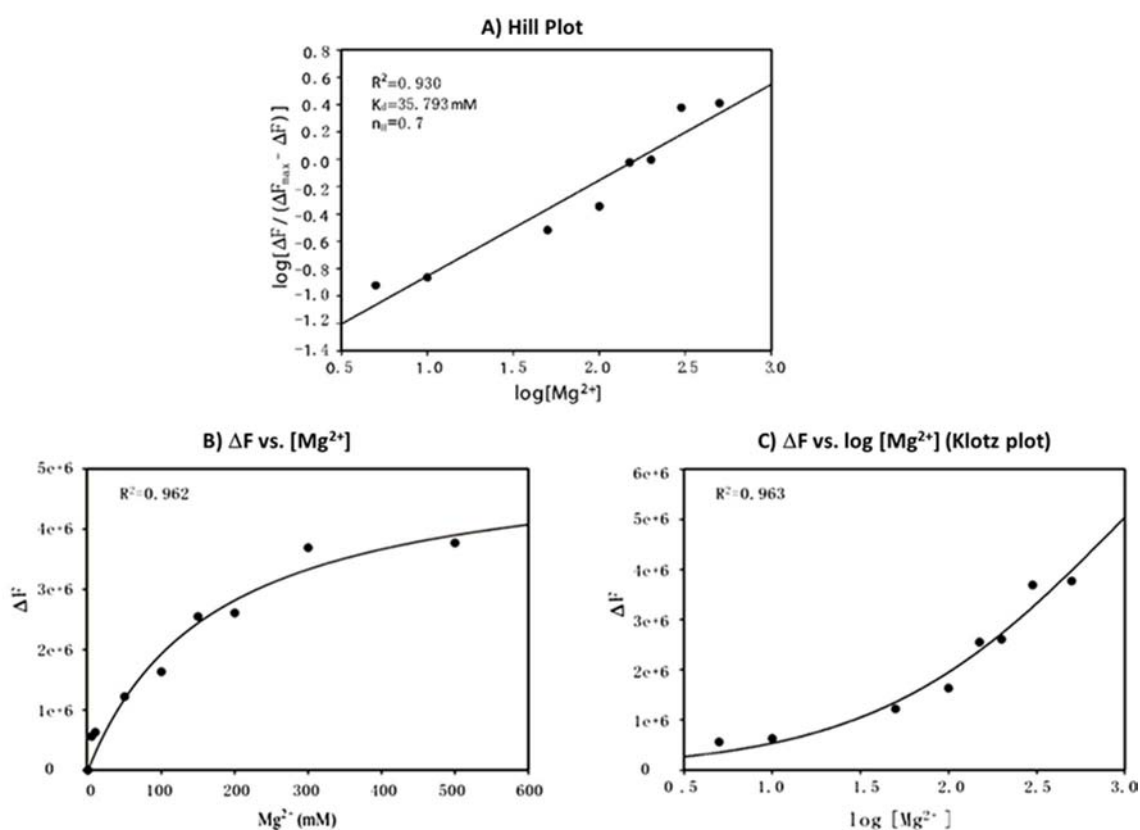 A) Hill Plot
0.8
0.6
0.4
0.2
0.0
-0.2
-0.4
-0.6
-0.8
-1.0
-1.2
-1.4
log[ΔF/(ΔFmax- ΔF)]
R²=0.930
Kd=35.793mM
nH=0.7
0.5 1.0 1.5 2.0 2.5 3.0
log[Mg²⁺]
B) ΔF vs. [Mg²⁺]
5e+6
4e+6
3e+6
2e+6
1e+6
0
ΔF
R²=0.962
0 100 200 300 400 500 600
Mg²⁺(mM)
C) ΔF vs. log [Mg²⁺] (Klotz plot)
6e+6
5e+6
4e+6
3e+6
2e+6
1e+6
0
ΔF
R²=0.963
0.5 1.0 1.5 2.0 2.5 3.0
log [Mg²⁺]